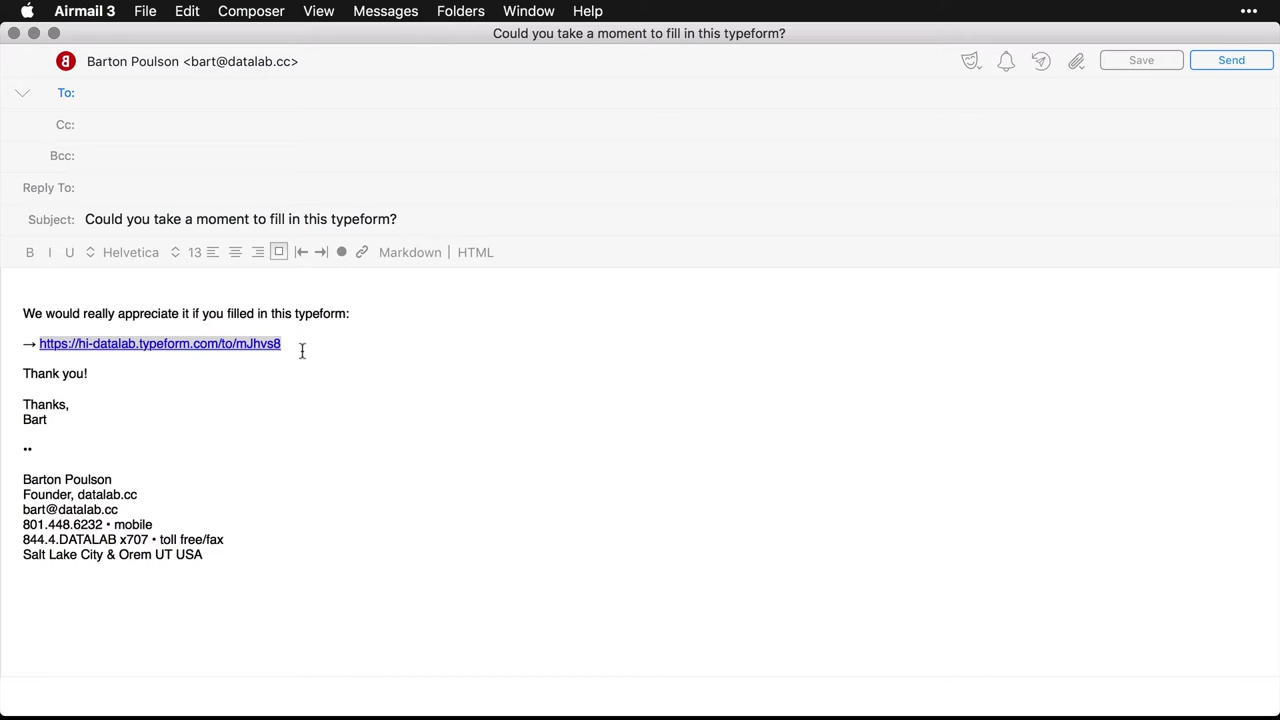 Airmail 3 File Edit Composer View Messages Folders Window Help •••
Could you take a moment to fill in this typeform?
Barton Poulson <bart@datalab.cc> Save Send
To:
Cc:
Bcc:
Reply To:
Subject: Could you take a moment to fill in this typeform?
B I U Helvetica 13 Markdown | HTML
We would really appreciate it if you filled in this typeform:
→ https://hi-datalab.typeform.com/to/mJhvs8
Thank you!
Thanks,
Bart
••
Barton Poulson
Founder, datalab.cc
bart@datalab.cc
801.448.6232 • mobile
844.4.DATALAB x707 • toll free/fax
Salt Lake City & Orem UT USA